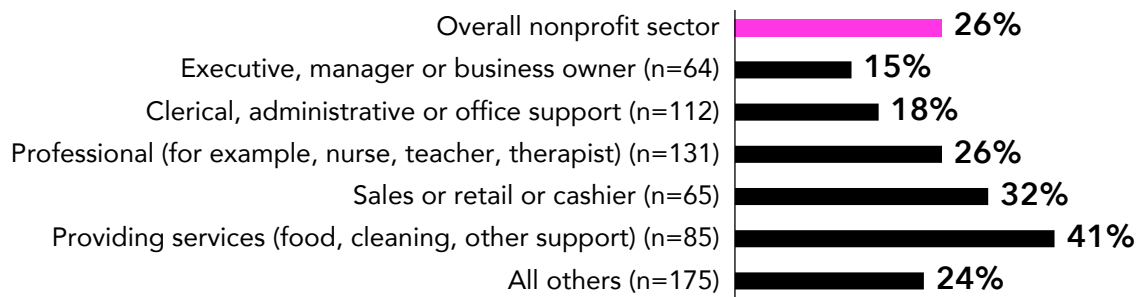 Overall nonprofit sector 26%
Executive, manager or business owner (n=64) 15%
Clerical, administrative or office support (n=112) 18%
Professional (for example, nurse, teacher, therapist) (n=131) 26%
Sales or retail or cashier (n=65) 32%
Providing services (food, cleaning, other support) (n=85) 41%
All others (n=175) 24%